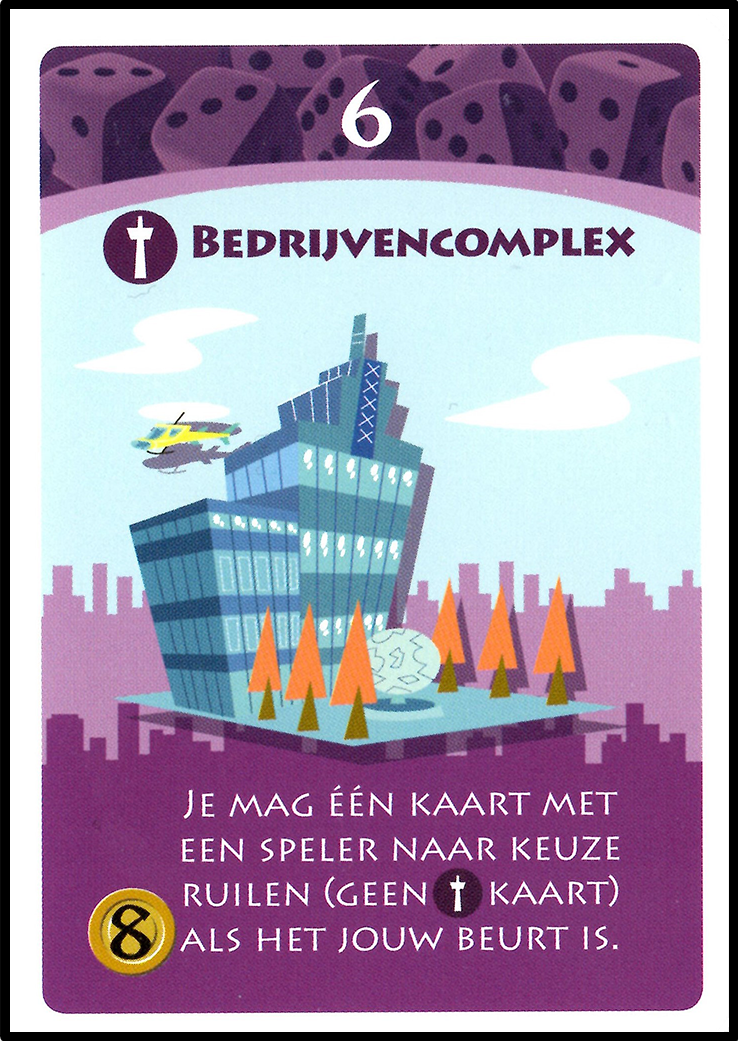 6
BEDRIJVENCOMPLEX
JE MAG ÉÉN KAART MET
EEN SPELER NAAR KEUZE
RUILEN (GEEN KAART)
8 ALS HET JOUW BEURT IS.